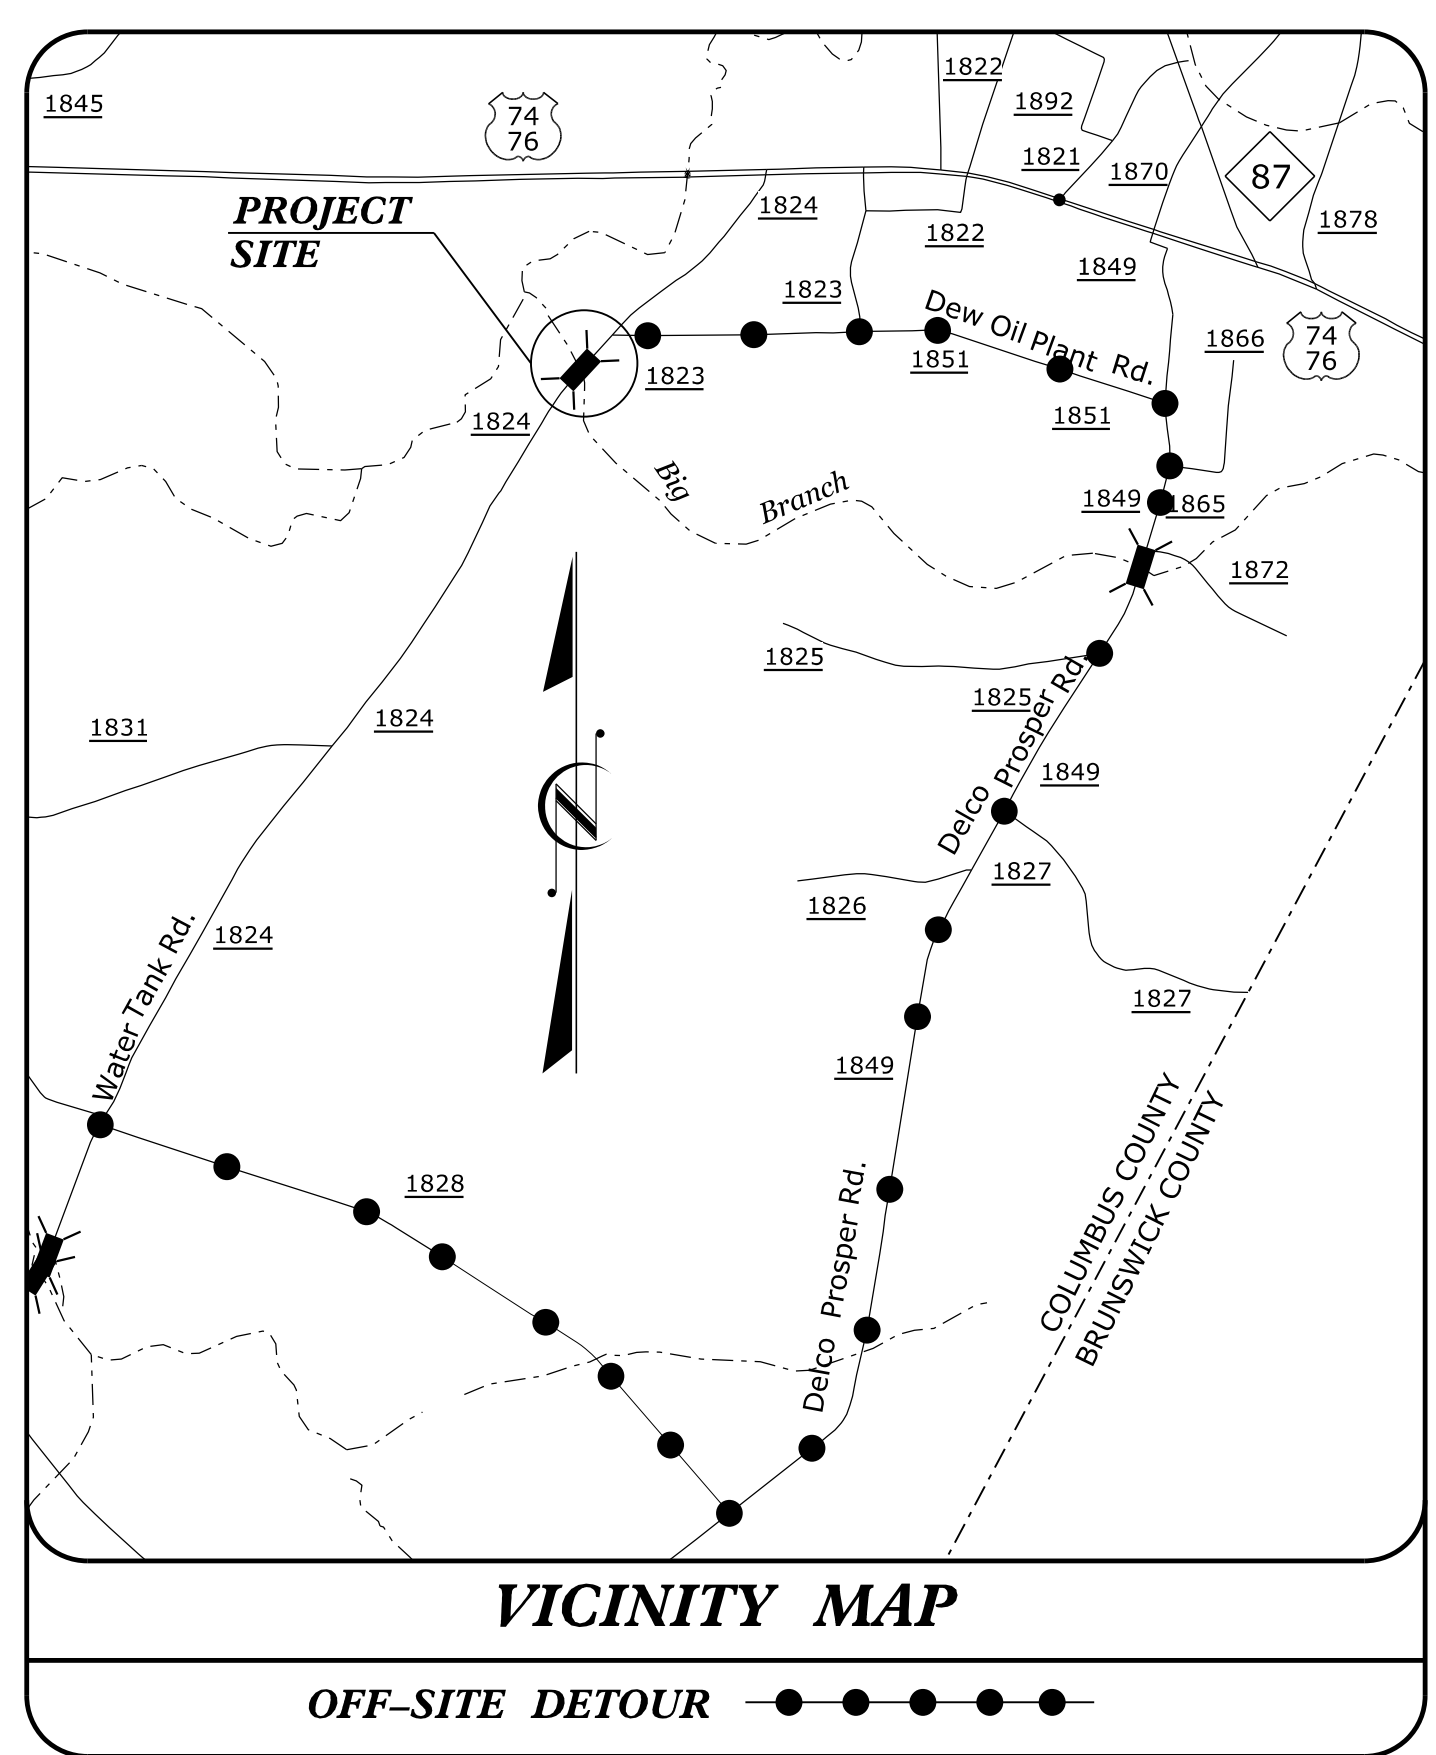 1845
74
76
1822
1892
1821
1870
87
1878
PROJECT
SITE
1824
1822
1849
1823
Dew Oil Plant Rd.
1851
1866
74
76
1823
1824
1851
Big
Branch
1849
1865
1872
1825
1825
1831
1824
1849
Delco Prosper Rd.
N
1827
1826
Water Tank Rd.
1824
1827
1849
1828
Delco Prosper Rd.
COLUMBUS COUNTY
BRUNSWICK COUNTY
VICINITY MAP
OFF–SITE DETOUR